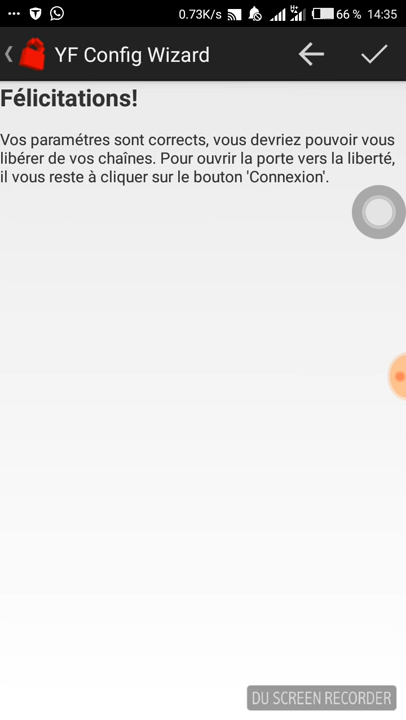 0.73K/s 66 % 14:35
YF Config Wizard
Félicitations!
Vos paramétres sont corrects, vous devriez pouvoir vous
libérer de vos chaînes. Pour ouvrir la porte vers la liberté,
il vous reste à cliquer sur le bouton 'Connexion'.
DU SCREEN RECORDER